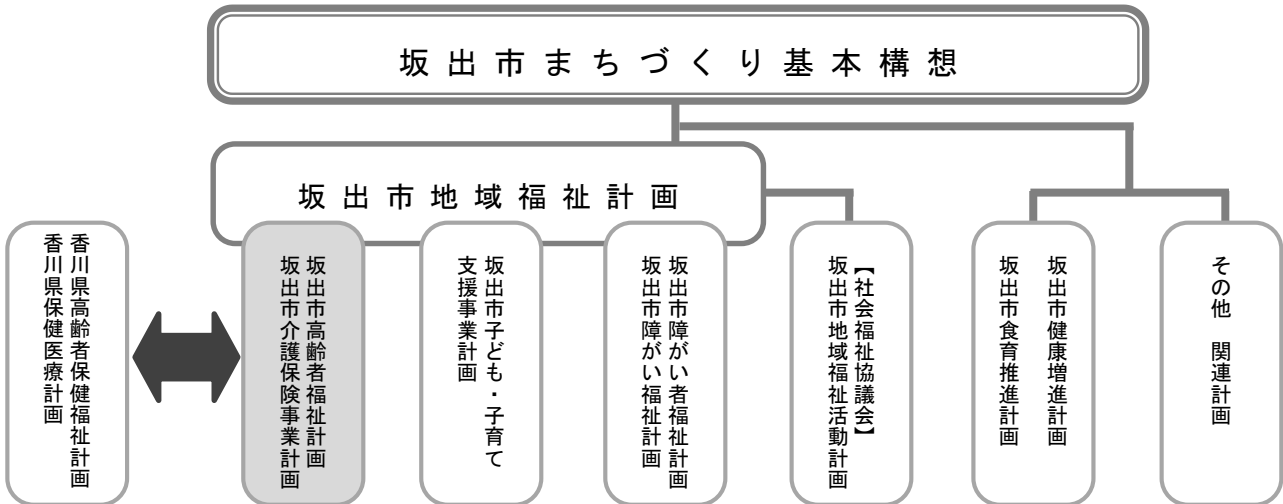 坂出市まちづくり基本構想
坂出市地域福祉計画
香川県高齢者保健福祉計画
香川県保健医療計画
坂出市高齢者福祉計画
坂出市介護保険事業計画
坂出市子ども・子育て
支援事業計画
坂出市障がい者福祉計画
坂出市障がい福祉計画
【社会福祉協議会】
坂出市地域福祉活動計画
坂出市健康増進計画
坂出市食育推進計画
その他 関連計画